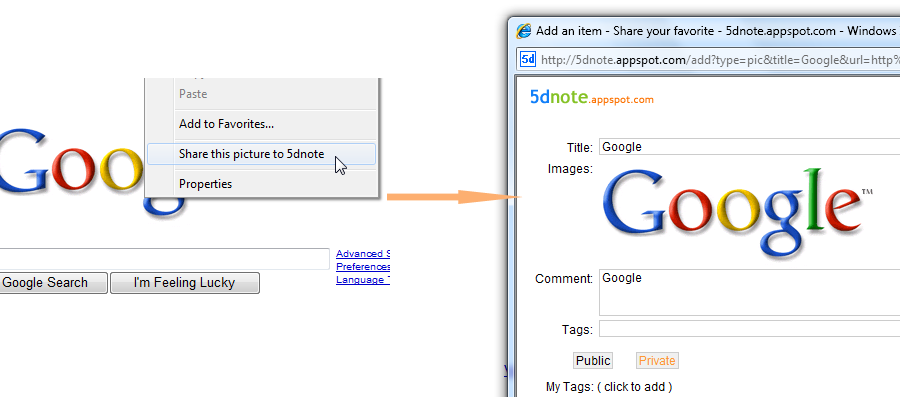 Paste
Add to Favorites...
Share this picture to 5dnote
Properties
Goog
Advanced S
Preferences
Language T
Google Search
I'm Feeling Lucky
Add an item - Share your favorite - 5dnote.appspot.com - Windows
5d
http://5dnote.appspot.com/add?type=pic&title=Google&url=http%
5dnote.appspot.com
Title: Google
Images:
Google™
Comment: Google
Tags:
Public Private
My Tags: ( click to add )